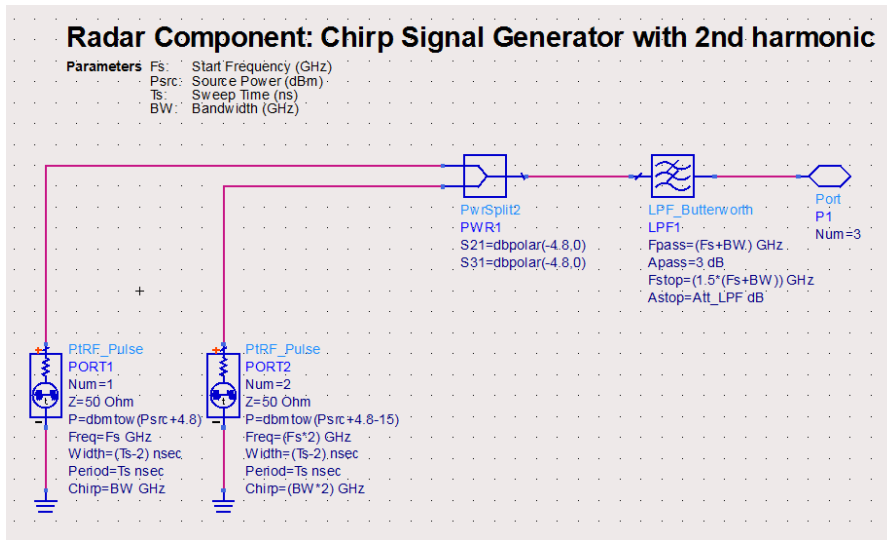 Radar Component: Chirp Signal Generator with 2nd harmonic
Parameters Fs: Start Frequency (GHz)
Psrc: Source Power (dBm)
Ts: Sweep Time (ns)
BW: Bandwidth (GHz)
PwrSplit2
PWR1
S21=dbpolar(-4.8,0)
S31=dbpolar(-4.8,0)
LPF_Butterworth
LPF1
Fpass=(Fs+BW) GHz
Apass=3 dB
Fstop=(1.5*(Fs+BW)) GHz
Astop=Att_LPF dB
Port
P1
Num=3
PtRF_Pulse
PORT1
Num=1
Z=50 Ohm
P=dbmtow(Psrc+4.8)
Freq=Fs GHz
Width=(Ts-2) nsec
Period=Ts nsec
Chirp=BW GHz
PtRF_Pulse
PORT2
Num=2
Z=50 Ohm
P=dbmtow(Psrc+4.8-15)
Freq=(Fs*2) GHz
Width=(Ts-2) nsec
Period=Ts nsec
Chirp=(BW*2) GHz